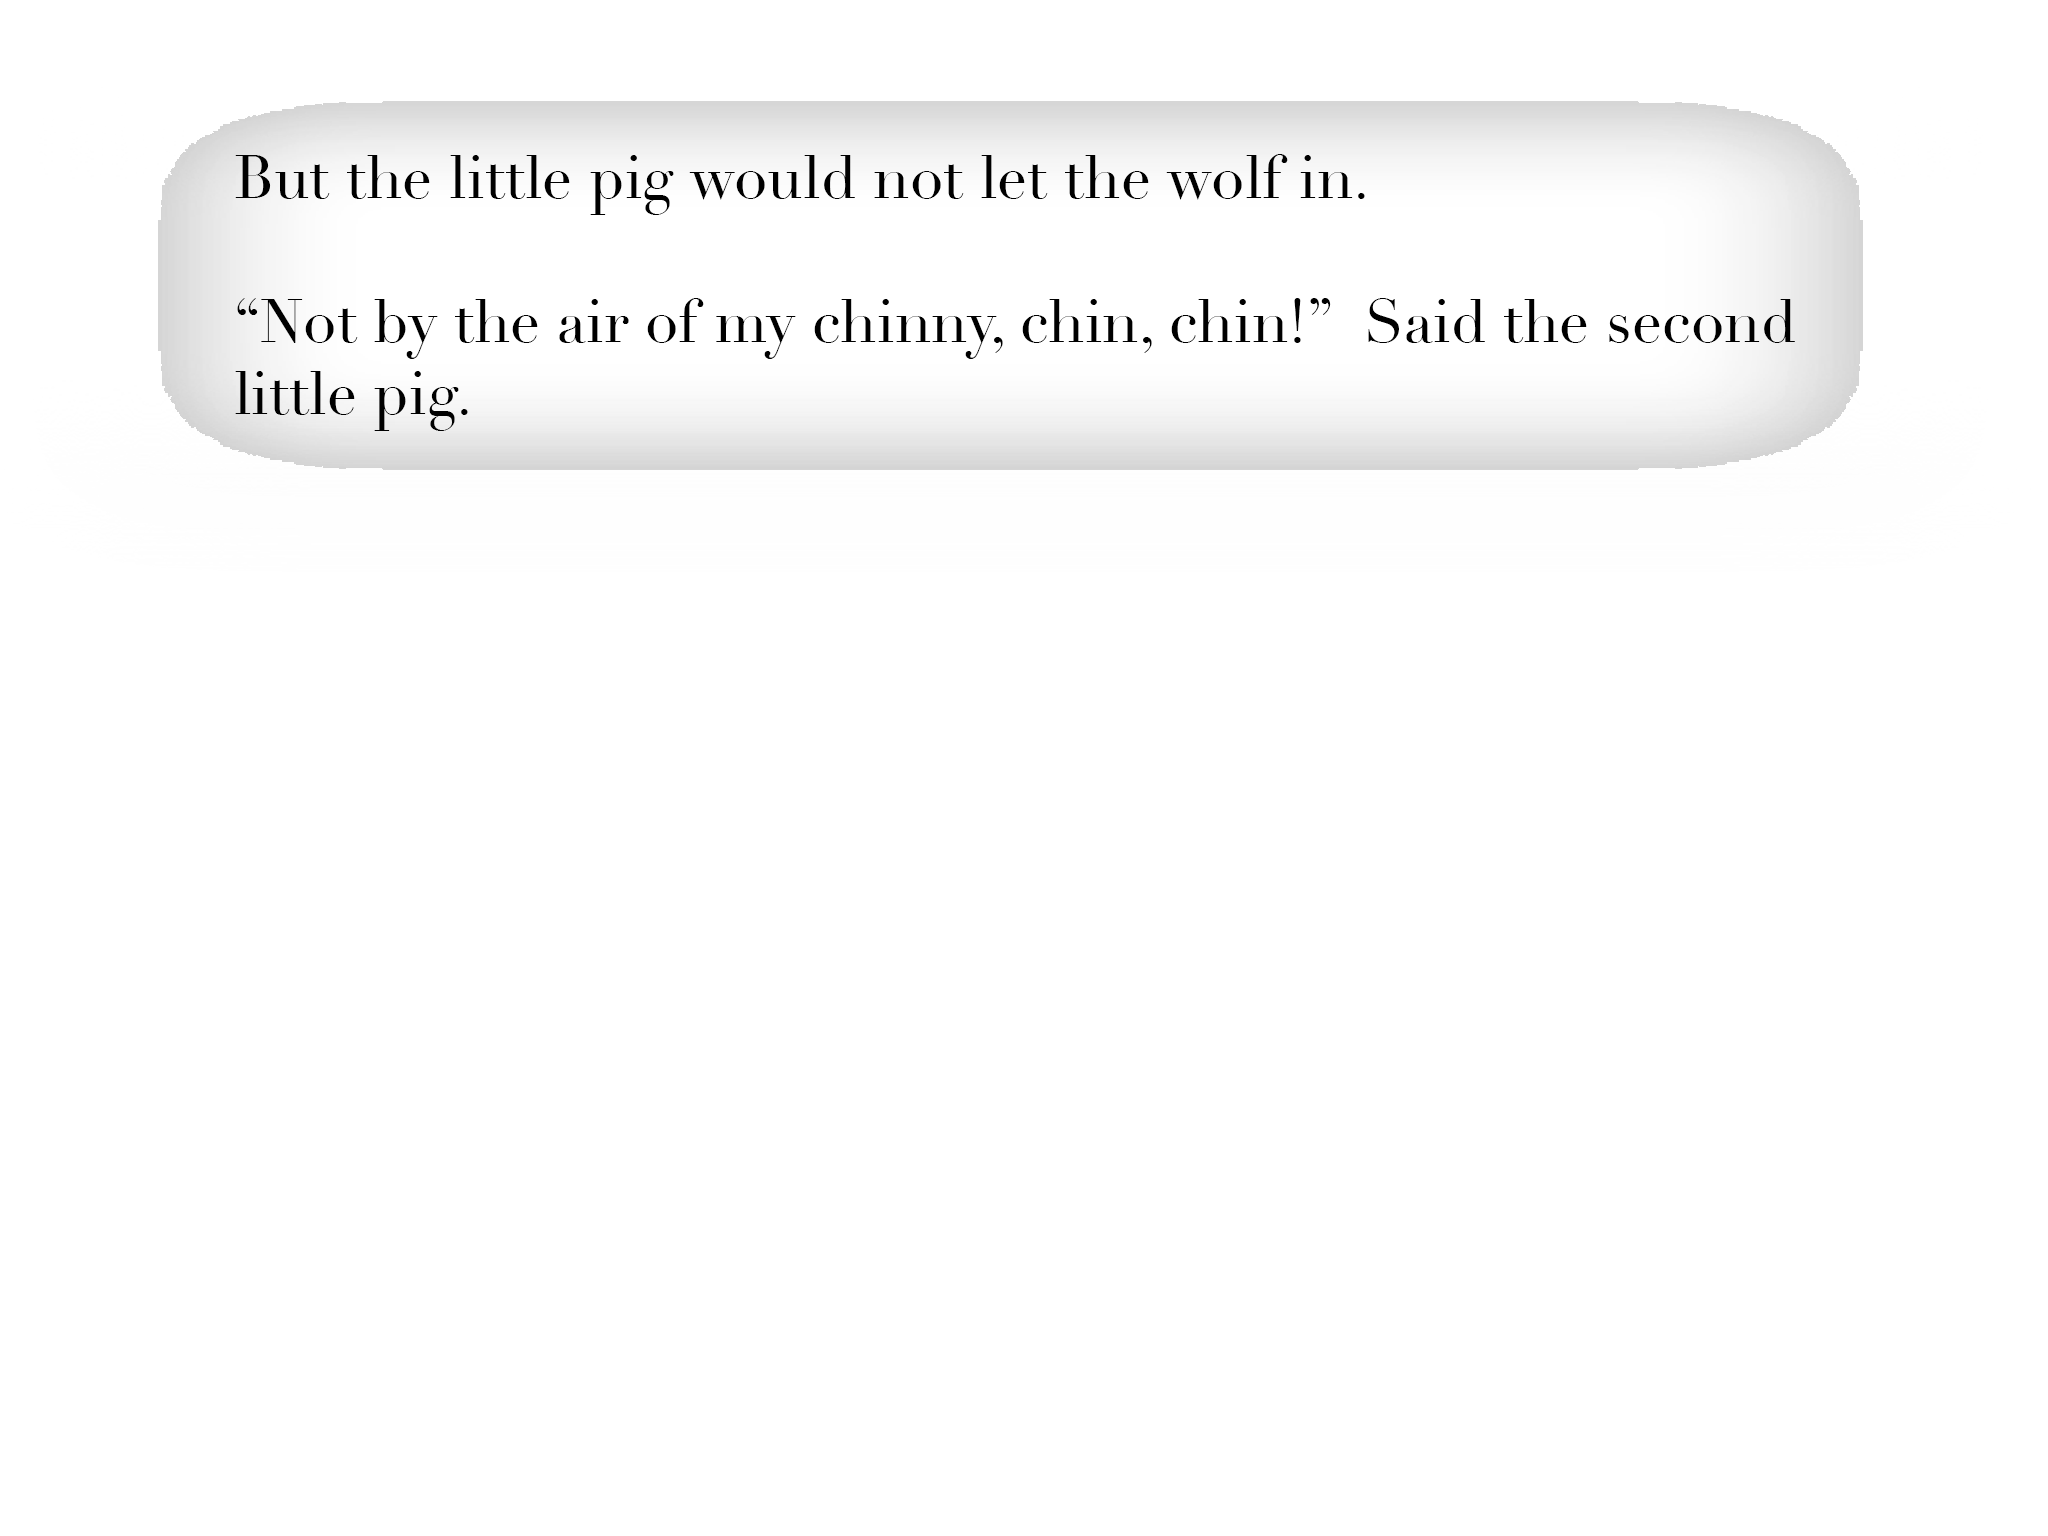 But the little pig would not let the wolf in.
“Not by the air of my chinny, chin, chin!”  Said the second
little pig.